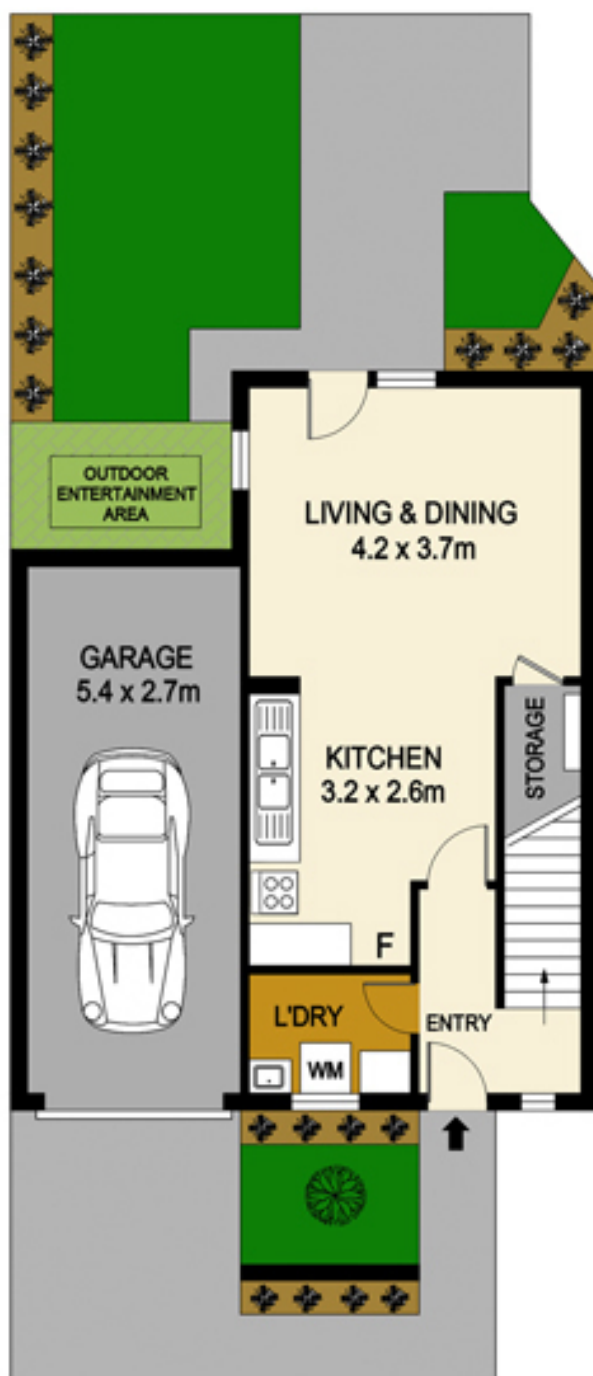 OUTDOOR
ENTERTAINMENT
AREA
LIVING & DINING
4.2 x 3.7m
GARAGE
5.4 x 2.7m
STORAGE
KITCHEN
3.2 x 2.6m
F
L'DRY
ENTRY
WM